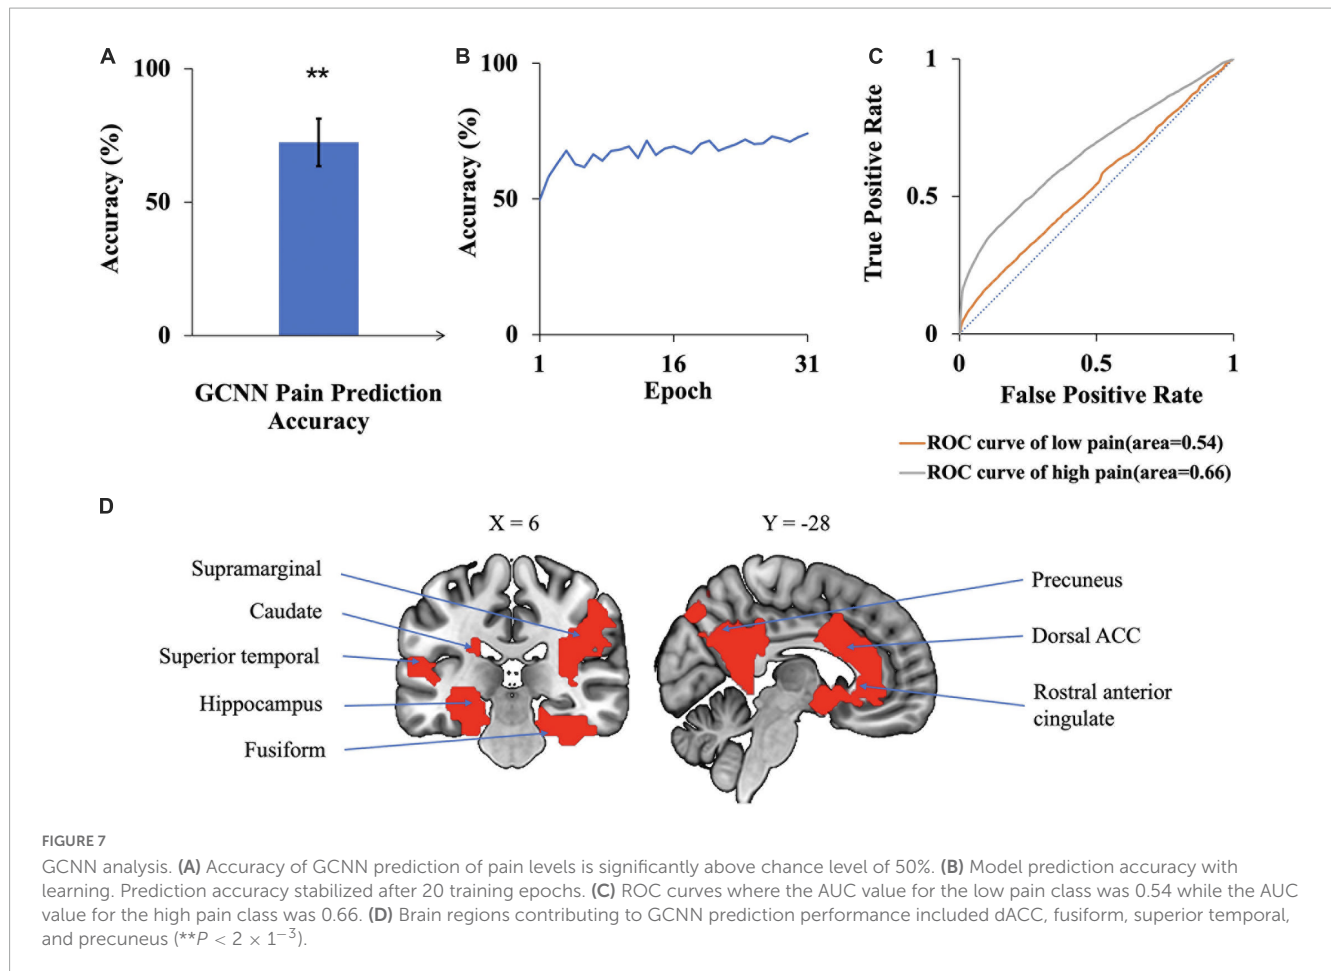 A
100
50
0
Accuracy (%)
**
GCNN Pain Prediction
Accuracy
B
100
50
0
Accuracy (%)
1
16
31
Epoch
C
1
0.5
0
True Positive Rate
0
0.5
1
False Positive Rate
ROC curve of low pain(area=0.54)
ROC curve of high pain(area=0.66)
D
X = 6
Y = -28
Supramarginal
Caudate
Superior temporal
Hippocampus
Fusiform
Precuneus
Dorsal ACC
Rostral anterior
cingulate
FIGURE 7
GCNN analysis. (A) Accuracy of GCNN prediction of pain levels is significantly above chance level of 50%. (B) Model prediction accuracy with
learning. Prediction accuracy stabilized after 20 training epochs. (C) ROC curves where the AUC value for the low pain class was 0.54 while the AUC
value for the high pain class was 0.66. (D) Brain regions contributing to GCNN prediction performance included dACC, fusiform, superior temporal,
and precuneus (**P < 2 × 1⁻³).